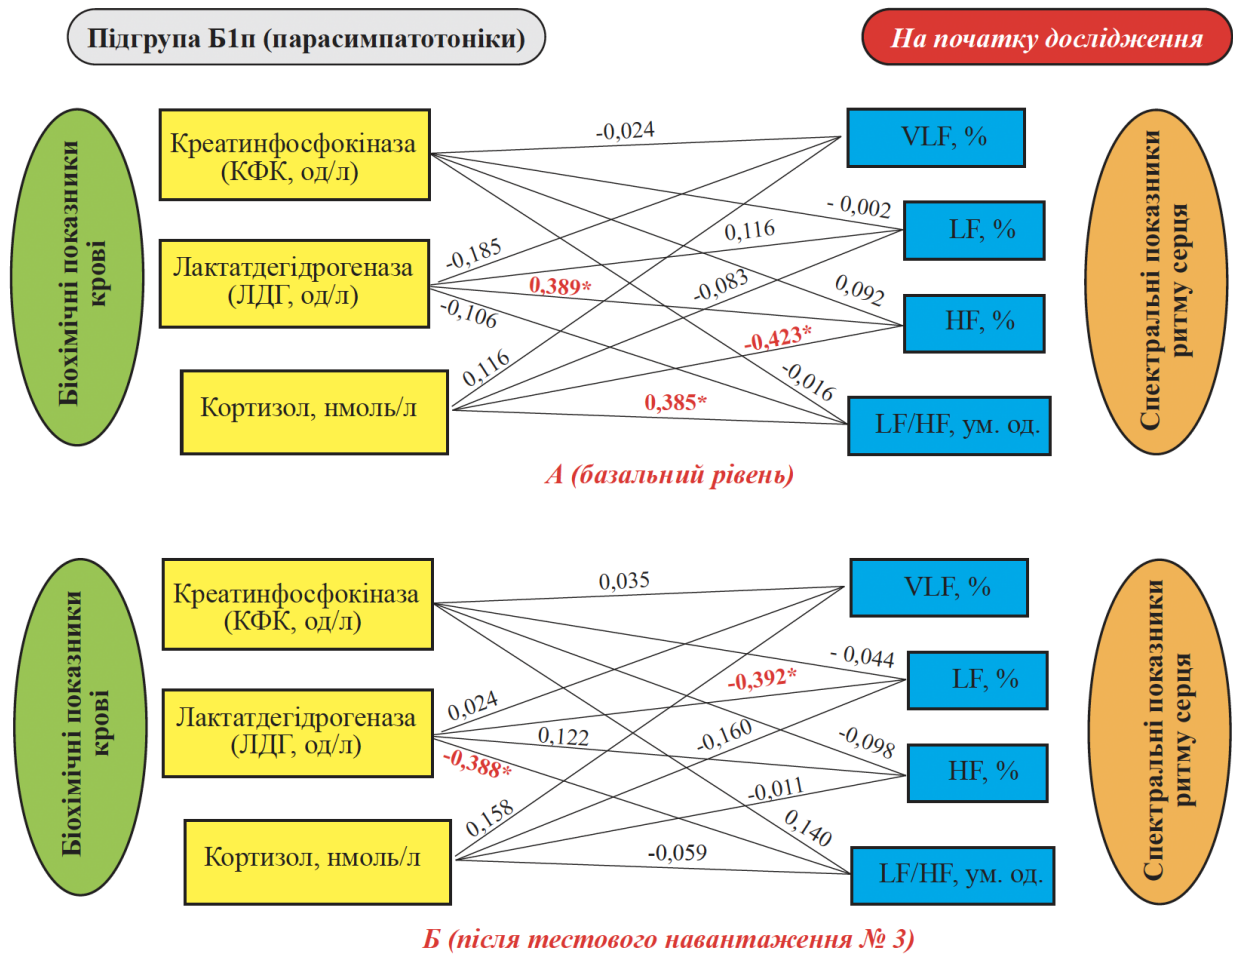 Підгрупа Б1п (парасимпатотоніки)
На початку дослідження
Біохімічні показники
крові
Креатинфосфокіназа
(КФК, од/л)
Лактатдегідрогеназа
(ЛДГ, од/л)
Кортизол, нмоль/л
-0,024
- 0,002
0,116
-0,185
-0,083
0,389*
0,092
-0,106
-0,423*
0,116
-0,016
0,385*
VLF, %
LF, %
HF, %
LF/HF, ум. од.
Спектральні показники
ритму серця
А (базальний рівень)
Біохімічні показники
крові
Креатинфосфокіназа
(КФК, од/л)
Лактатдегідрогеназа
(ЛДГ, од/л)
Кортизол, нмоль/л
0,035
- 0,044
-0,392*
0,024
-0,160
0,122
-0,098
-0,388*
-0,011
0,158
0,140
-0,059
VLF, %
LF, %
HF, %
LF/HF, ум. од.
Спектральні показники
ритму серця
Б (після тестового навантаження № 3)